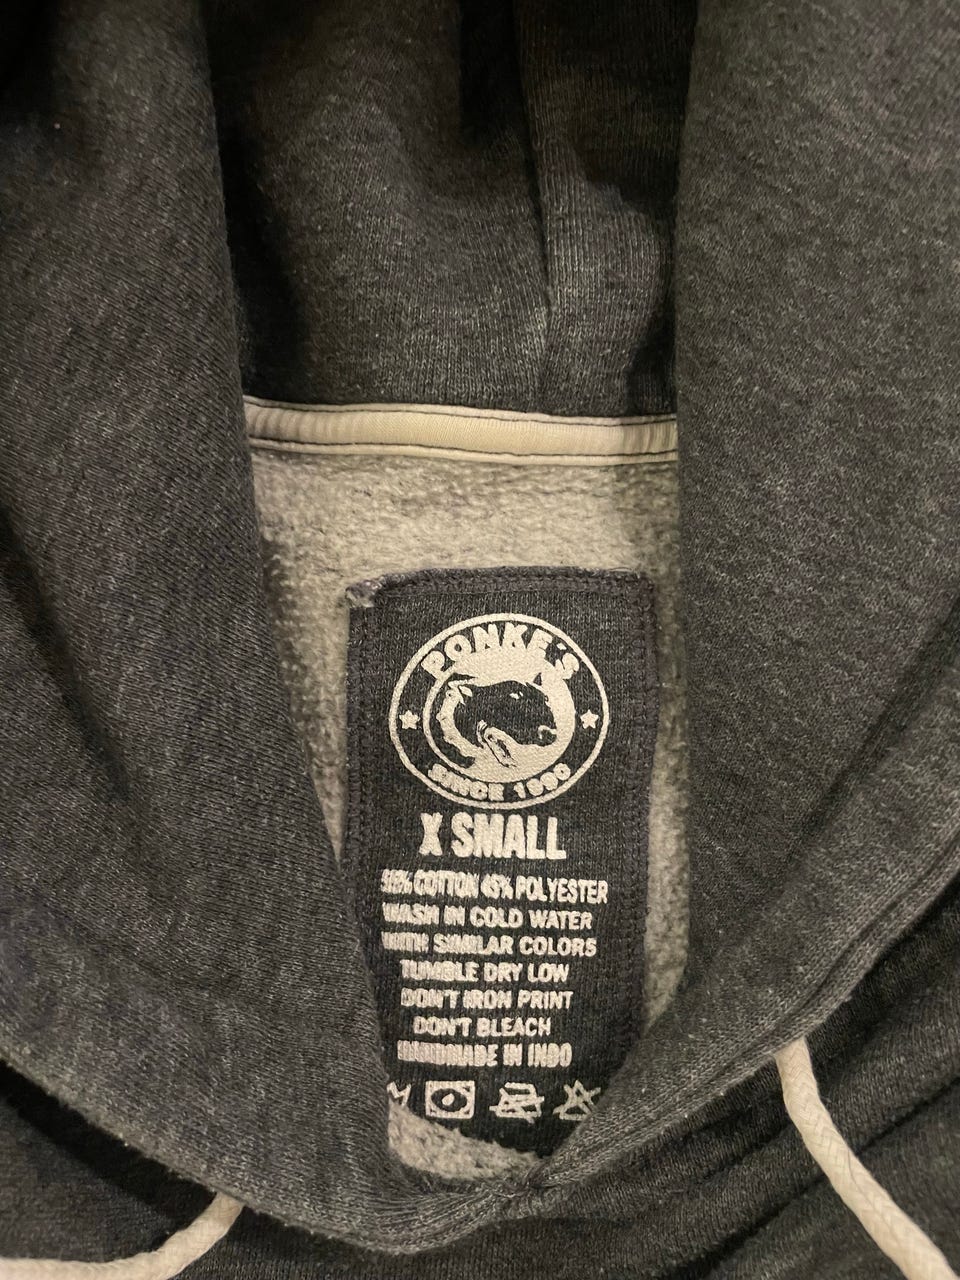 PONKE'S
SINCE 1990
X SMALL
55% COTTON 45% POLYESTER
WASH IN COLD WATER
WITH SIMILAR COLORS
TUMBLE DRY LOW
DON'T IRON PRINT
DON'T BLEACH
HANDMADE IN INDO